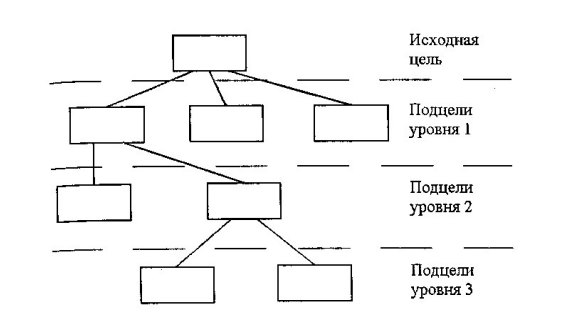 Исходная
цель
Подцели
уровня 1
Подцели
уровня 2
Подцели
уровня 3